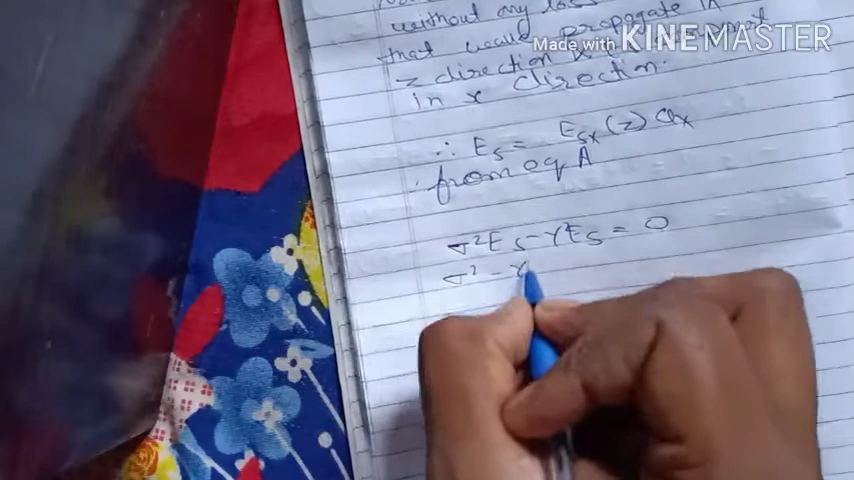 without any loss
that wave propagate in
Made with KINEMASTER
z direction
in x direction.
∴ Es = Esx (z) ax
from eq A
∇²Es - γ²Es = 0
∇² - γ